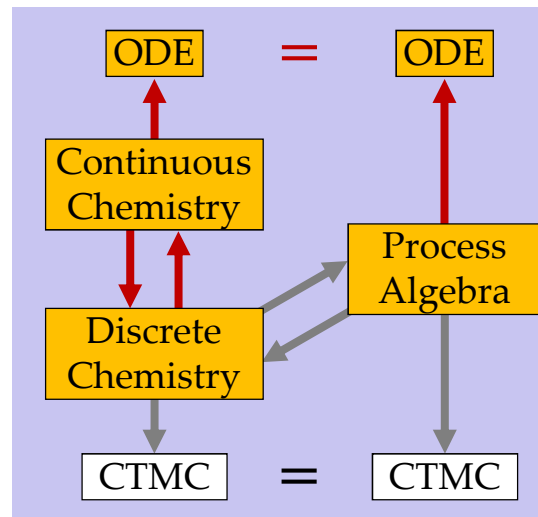 ODE = ODE
Continuous
Chemistry
Process
Algebra
Discrete
Chemistry
CTMC = CTMC